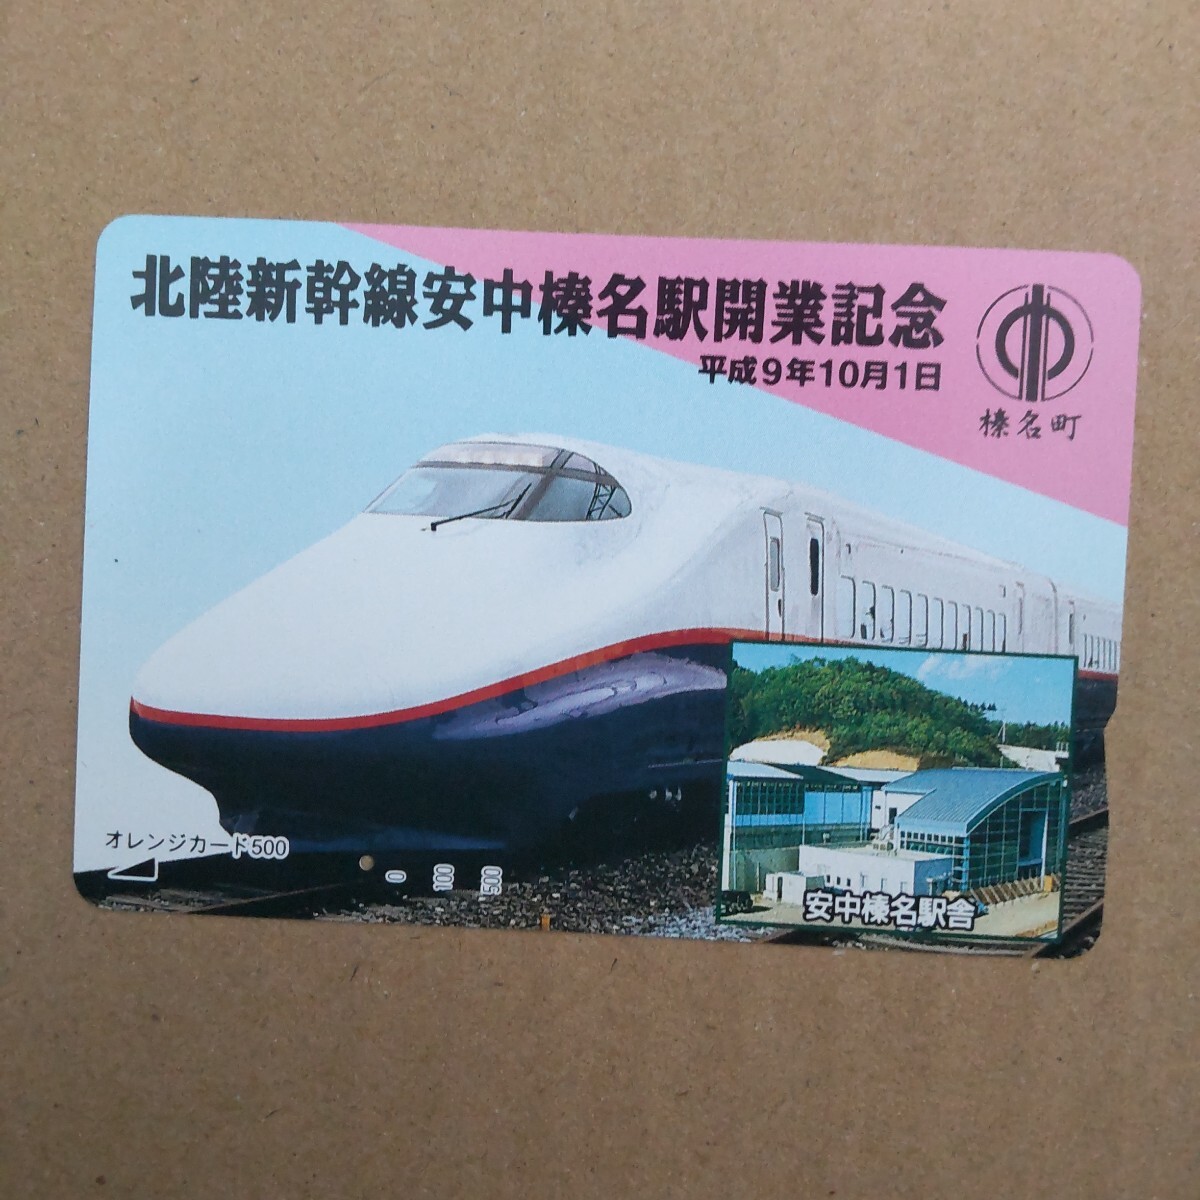 北陸新幹線安中榛名駅開業記念
平成9年10月1日
榛名町
オレンジカード500
0 100 500
安中榛名駅舎